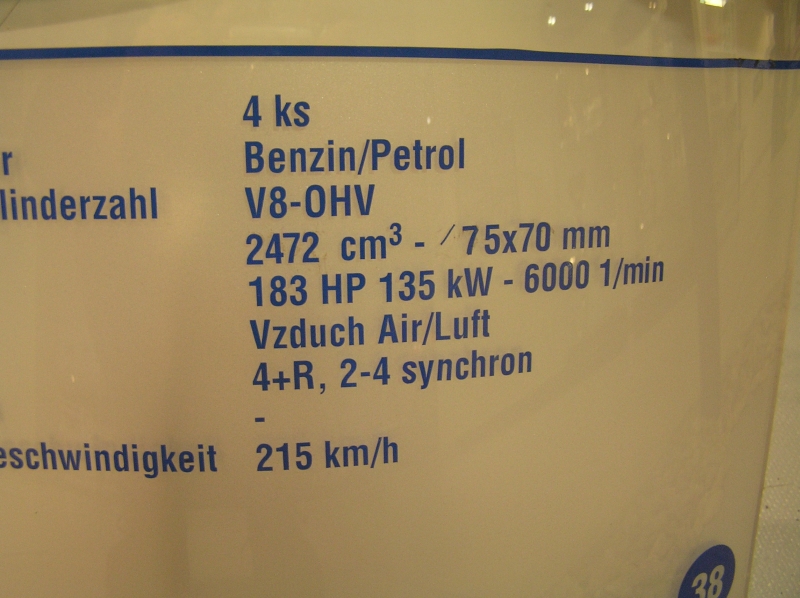 4 ks
r Benzin/Petrol
linderzahl V8-OHV
2472 cm³ - /75x70 mm
183 HP 135 kW - 6000 1/min
Vzduch Air/Luft
4+R, 2-4 synchron
-
eschwindigkeit 215 km/h
38